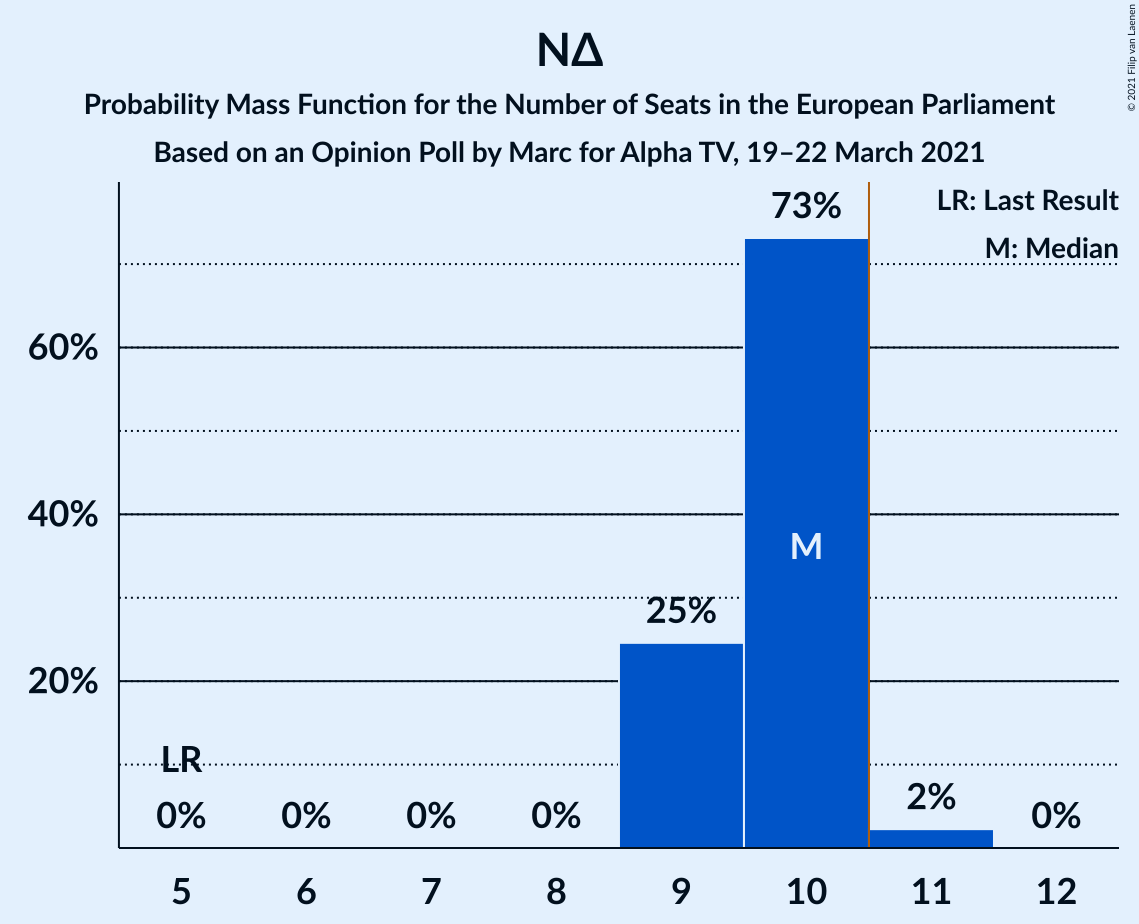 ΝΔ
Probability Mass Function for the Number of Seats in the European Parliament
Based on an Opinion Poll by Marc for Alpha TV, 19–22 March 2021
© 2021 Filip van Laenen
LR: Last Result
M: Median
73%
60%
40%
M
25%
20%
LR
0%
0%
0%
0%
2%
0%
5 6 7 8 9 10 11 12